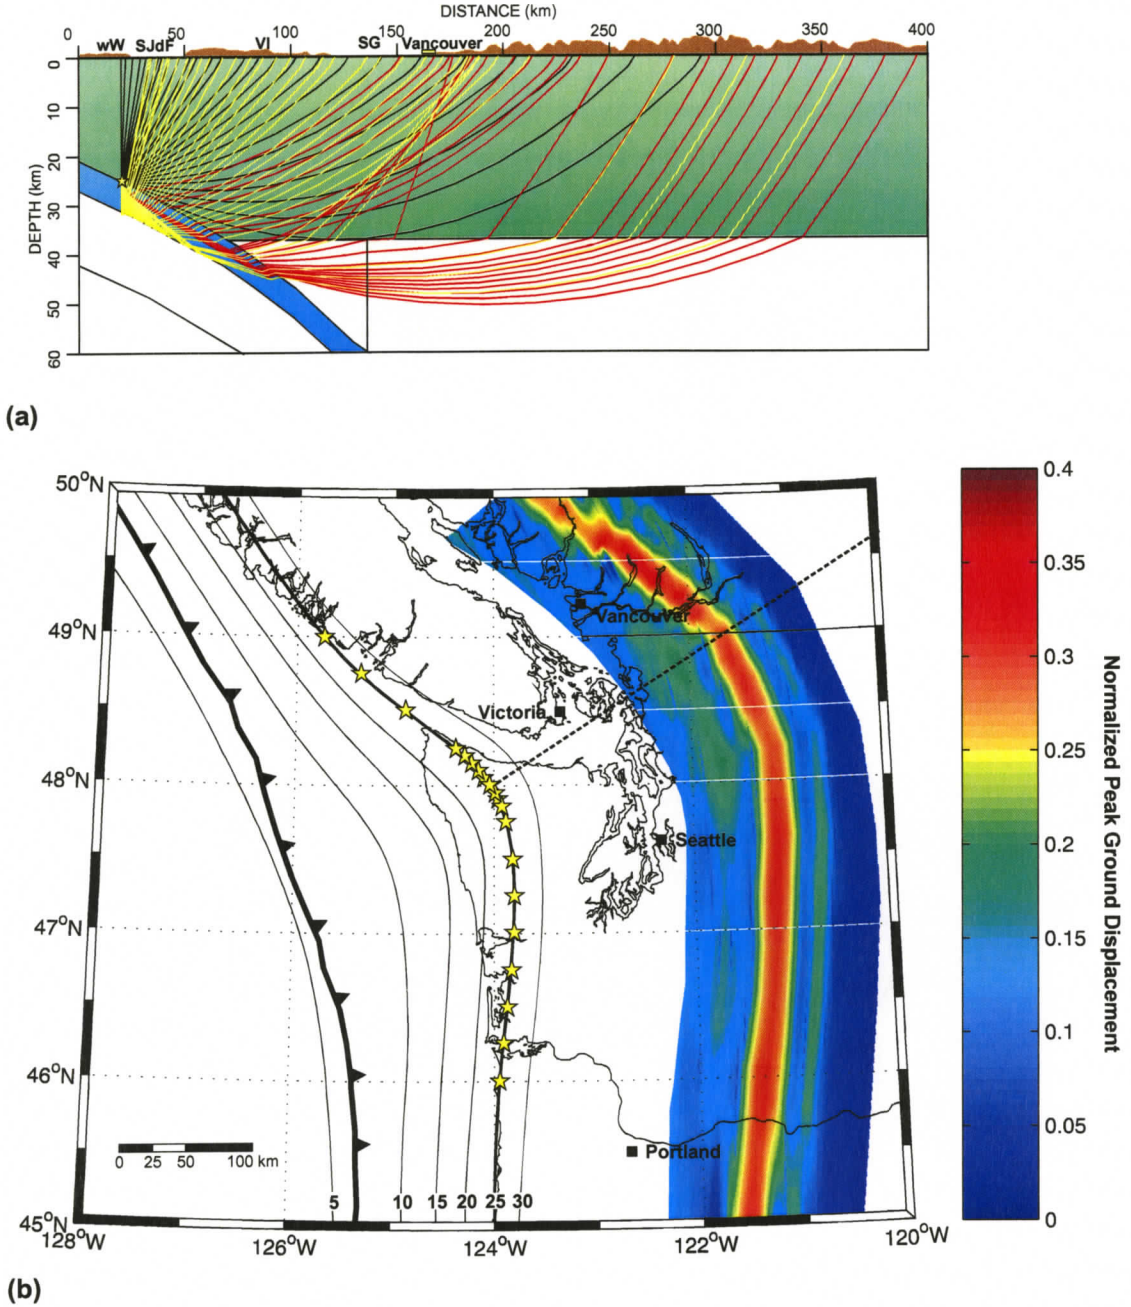 DISTANCE (km)
0 50 100 150 200 250 300 350 400
wW SJdF VI SG Vancouver
DEPTH (km)
0
10
20
30
40
50
60
(a)
50°N
49°N
48°N
47°N
46°N
45°N
Vancouver
Victoria
Seattle
Portland
0 25 50 100 km
5 10 15 20 25 30
128°W 126°W 124°W 122°W 120°W
0.4
0.35
0.3
0.25
0.2
0.15
0.1
0.05
0
Normalized Peak Ground Displacement
(b)